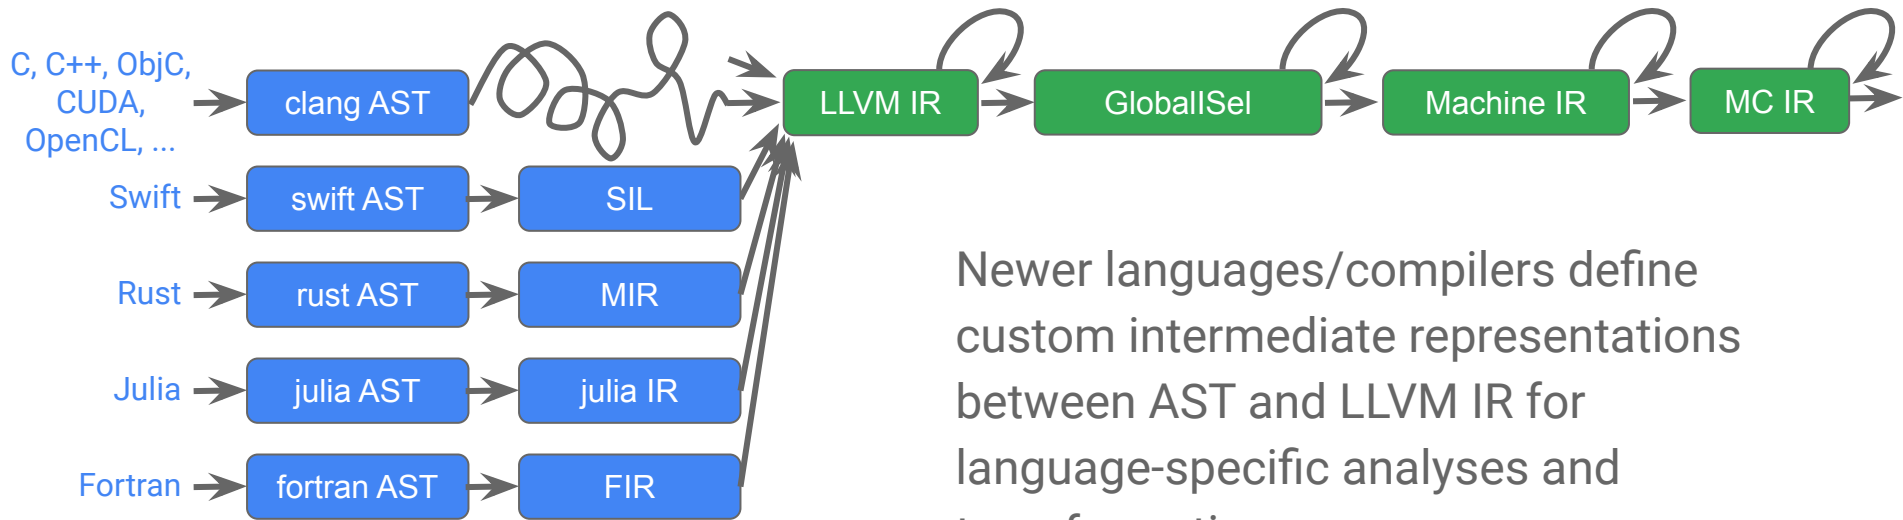 C, C++, ObjC,
CUDA,
OpenCL, ...
clang AST
LLVM IR
GlobalISel
Machine IR
MC IR
Swift
swift AST
SIL
Rust
rust AST
MIR
Julia
julia AST
julia IR
Fortran
fortran AST
FIR
Newer languages/compilers define
custom intermediate representations
between AST and LLVM IR for
language-specific analyses and